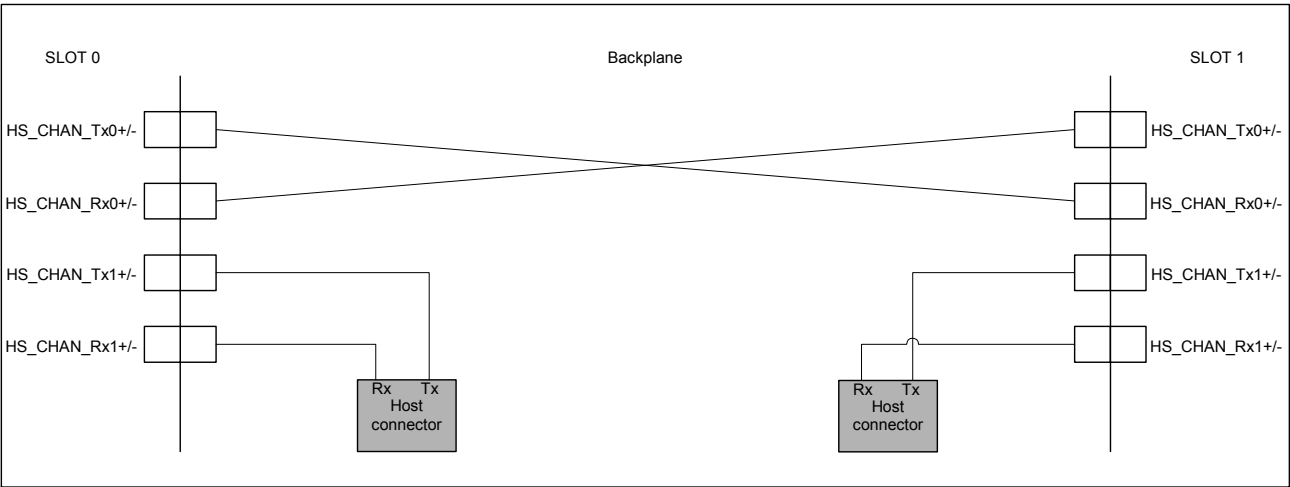 SLOT 0
Backplane
SLOT 1
HS_CHAN_Tx0+/-
HS_CHAN_Tx0+/-
HS_CHAN_Rx0+/-
HS_CHAN_Rx0+/-
HS_CHAN_Tx1+/-
HS_CHAN_Tx1+/-
HS_CHAN_Rx1+/-
HS_CHAN_Rx1+/-
Rx Tx
Host
connector
Rx Tx
Host
connector